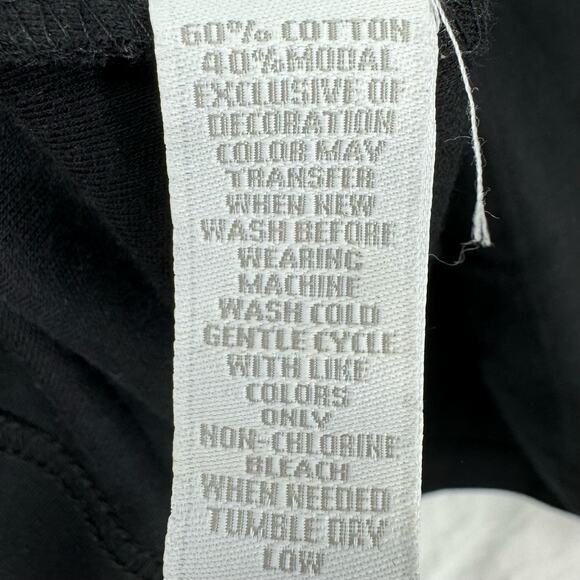 60% COTTON
40% MODAL
EXCLUSIVE OF
DECORATION
COLOR MAY
TRANSFER
WHEN NEW
WASH BEFORE
WEARING
MACHINE
WASH COLD
GENTLE CYCLE
WITH LIKE
COLORS
ONLY
NON-CHLORINE
BLEACH
WHEN NEEDED
TUMBLE DRY
LOW